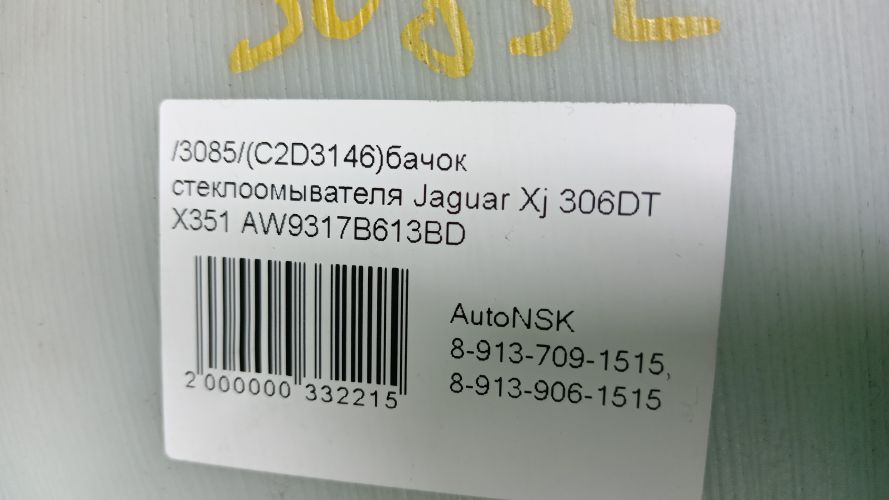 /3085/(C2D3146)бачок
стеклоомывателя Jaguar Xj 306DT
X351 AW9317B613BD
2 000000 332215
AutoNSK
8-913-709-1515,
8-913-906-1515